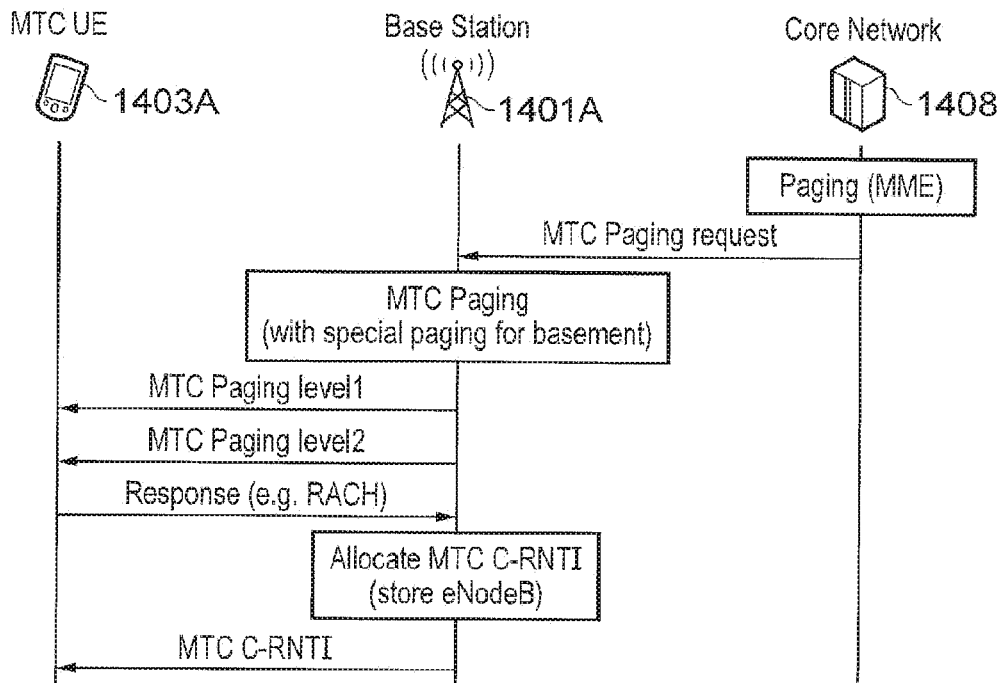 MTC UE
Base Station
Core Network
1403A
1401A
1408
Paging (MME)
MTC Paging request
MTC Paging
(with special paging for basement)
MTC Paging level1
MTC Paging level2
Response (e.g. RACH)
Allocate MTC C-RNTI
(store eNodeB)
MTC C-RNTI